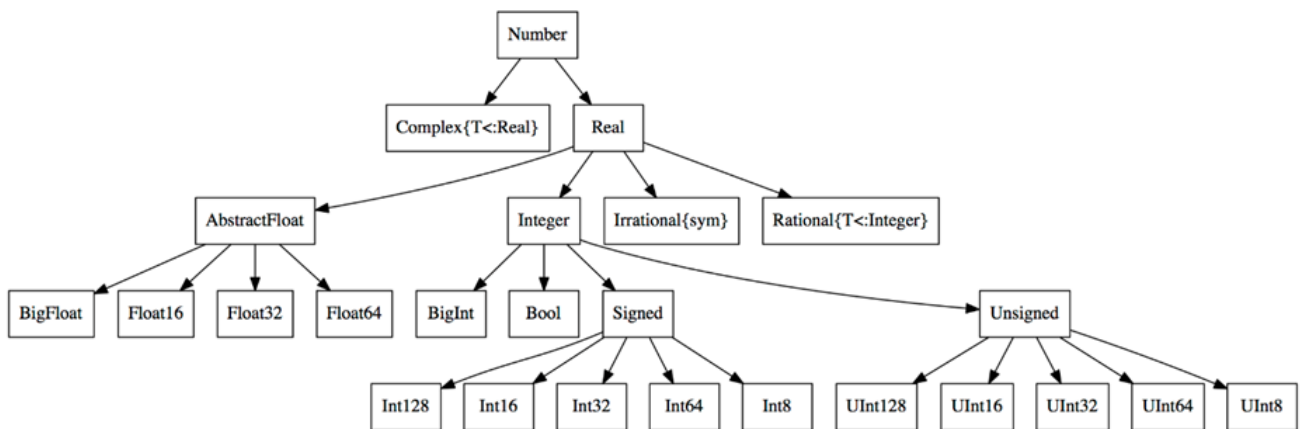 Number
Complex{T<:Real}
Real
AbstractFloat
Integer
Irrational{sym}
Rational{T<:Integer}
BigFloat
Float16
Float32
Float64
BigInt
Bool
Signed
Unsigned
Int128
Int16
Int32
Int64
Int8
UInt128
UInt16
UInt32
UInt64
UInt8